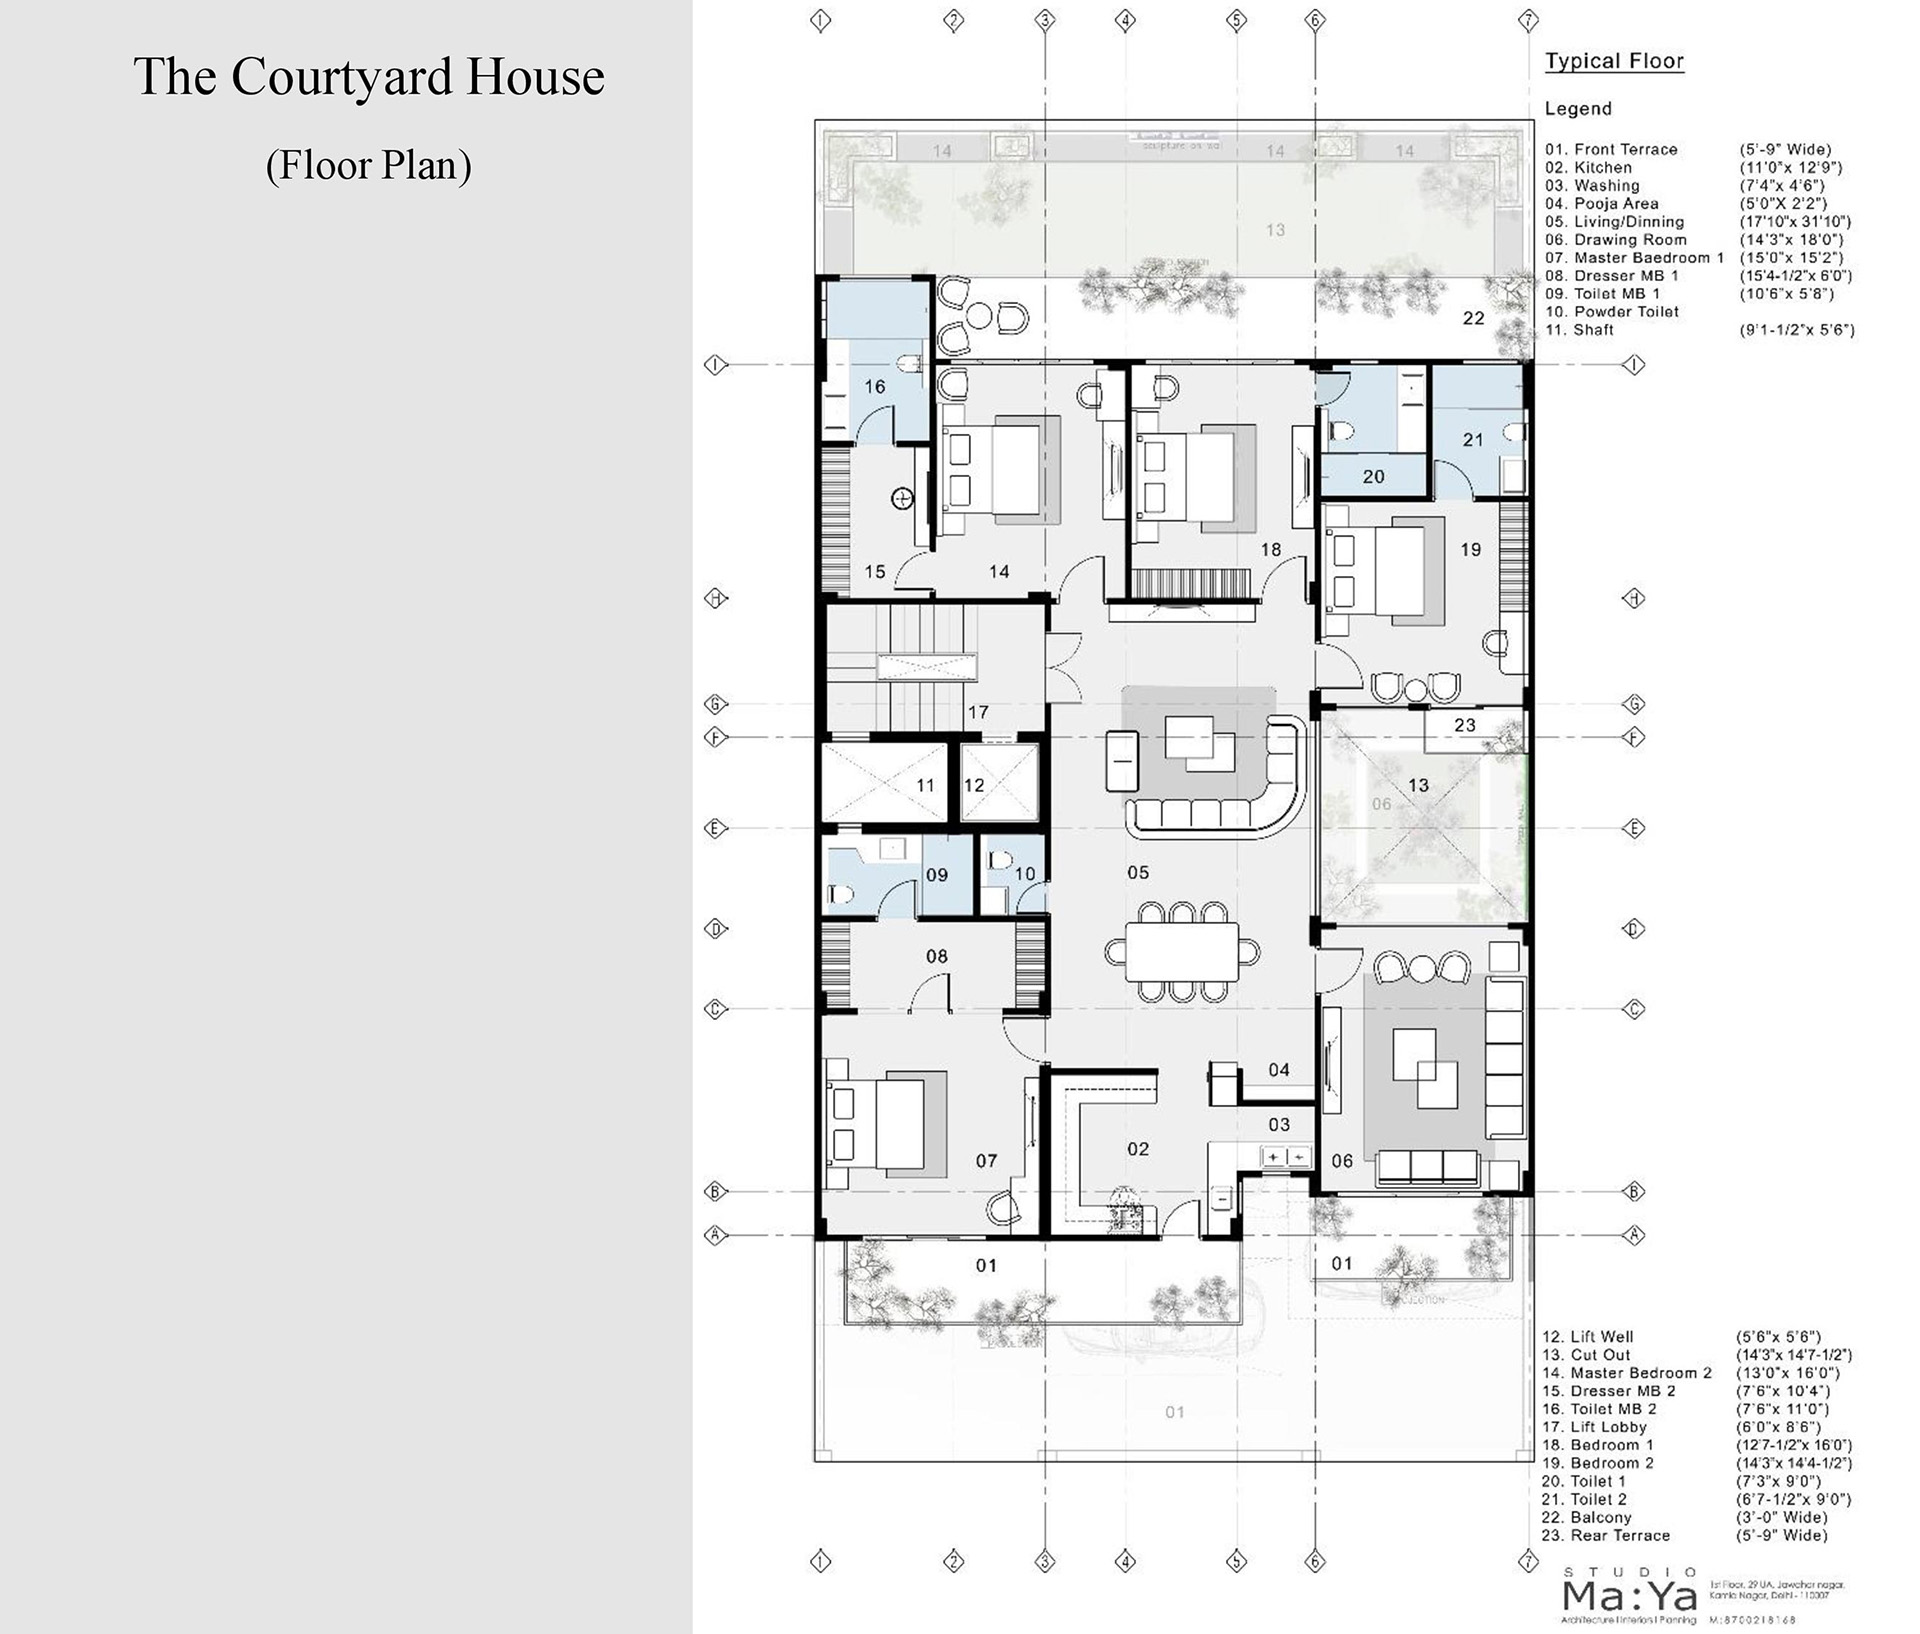 The Courtyard House
(Floor Plan)
1 2 3 4 5 6 7
Typical Floor
Legend
01. Front Terrace (5'-9" Wide)
02. Kitchen (11'0"x 12'9")
03. Washing (7'4"x 4'6")
04. Pooja Area (5'0"X 2'2")
05. Living/Dinning (17'10"x 31'10")
06. Drawing Room (14'3"x 18'0")
07. Master Baedroom 1 (15'0"x 15'2")
08. Dresser MB 1 (15'4-1/2"x 6'0")
09. Toilet MB 1 (10'6"x 5'8")
10. Powder Toilet
11. Shaft (9'1-1/2"x 5'6")
sculpture on wall
14 14 14
13
22
I I
16
21
20
18 19
15 14
H H
17
G G
23
F F
11 12 13
06
E E
05
09 10
D D
08
C C
04
03
02
07 06
B B
A A
01 01
01
12. Lift Well (5'6"x 5'6")
13. Cut Out (14'3"x 14'7-1/2")
14. Master Bedroom 2 (13'0"x 16'0")
15. Dresser MB 2 (7'6"x 10'4")
16. Toilet MB 2 (7'6"x 11'0")
17. Lift Lobby (6'0"x 8'6")
18. Bedroom 1 (12'7-1/2"x 16'0")
19. Bedroom 2 (14'3"x 14'4-1/2")
20. Toilet 1 (7'3"x 9'0")
21. Toilet 2 (6'7-1/2"x 9'0")
22. Balcony (3'-0" Wide)
23. Rear Terrace (5'-9" Wide)
1 2 3 4 5 6 7
STUDIO
Ma:Ya
Architecture I Interiors I Planning
1st Floor, 29 UA, Jawahar nagar,
Kamla Nagar, Delhi - 110007
M:8700218168